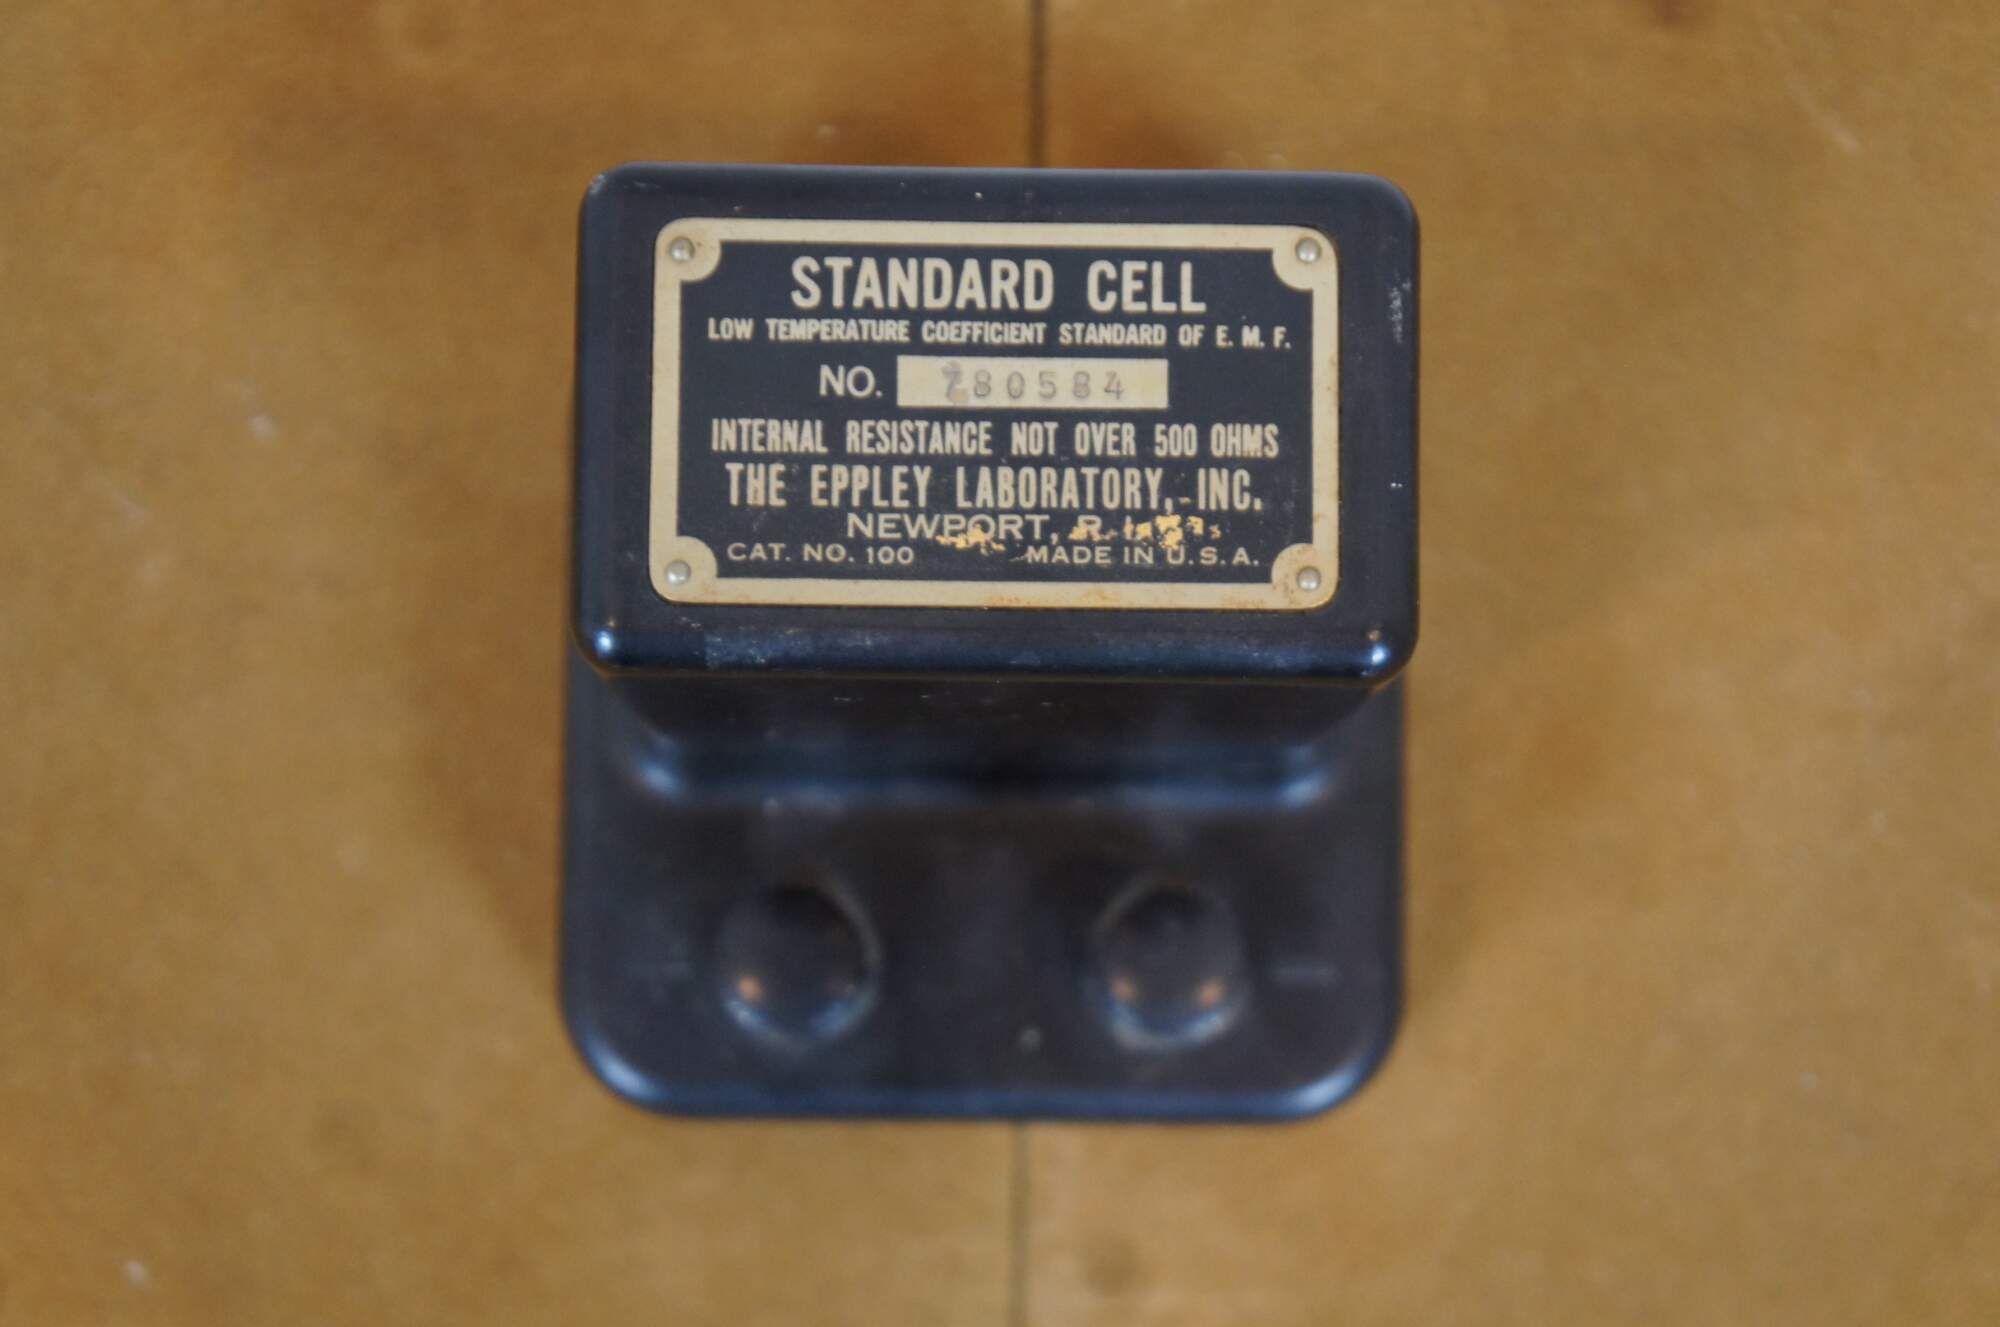 STANDARD CELL
LOW TEMPERATURE COEFFICIENT STANDARD OF E. M. F.
NO. 780584
INTERNAL RESISTANCE NOT OVER 500 OHMS
THE EPPLEY LABORATORY, INC.
NEWPORT, R. I.
CAT. NO. 100 MADE IN U.S.A.
+ −